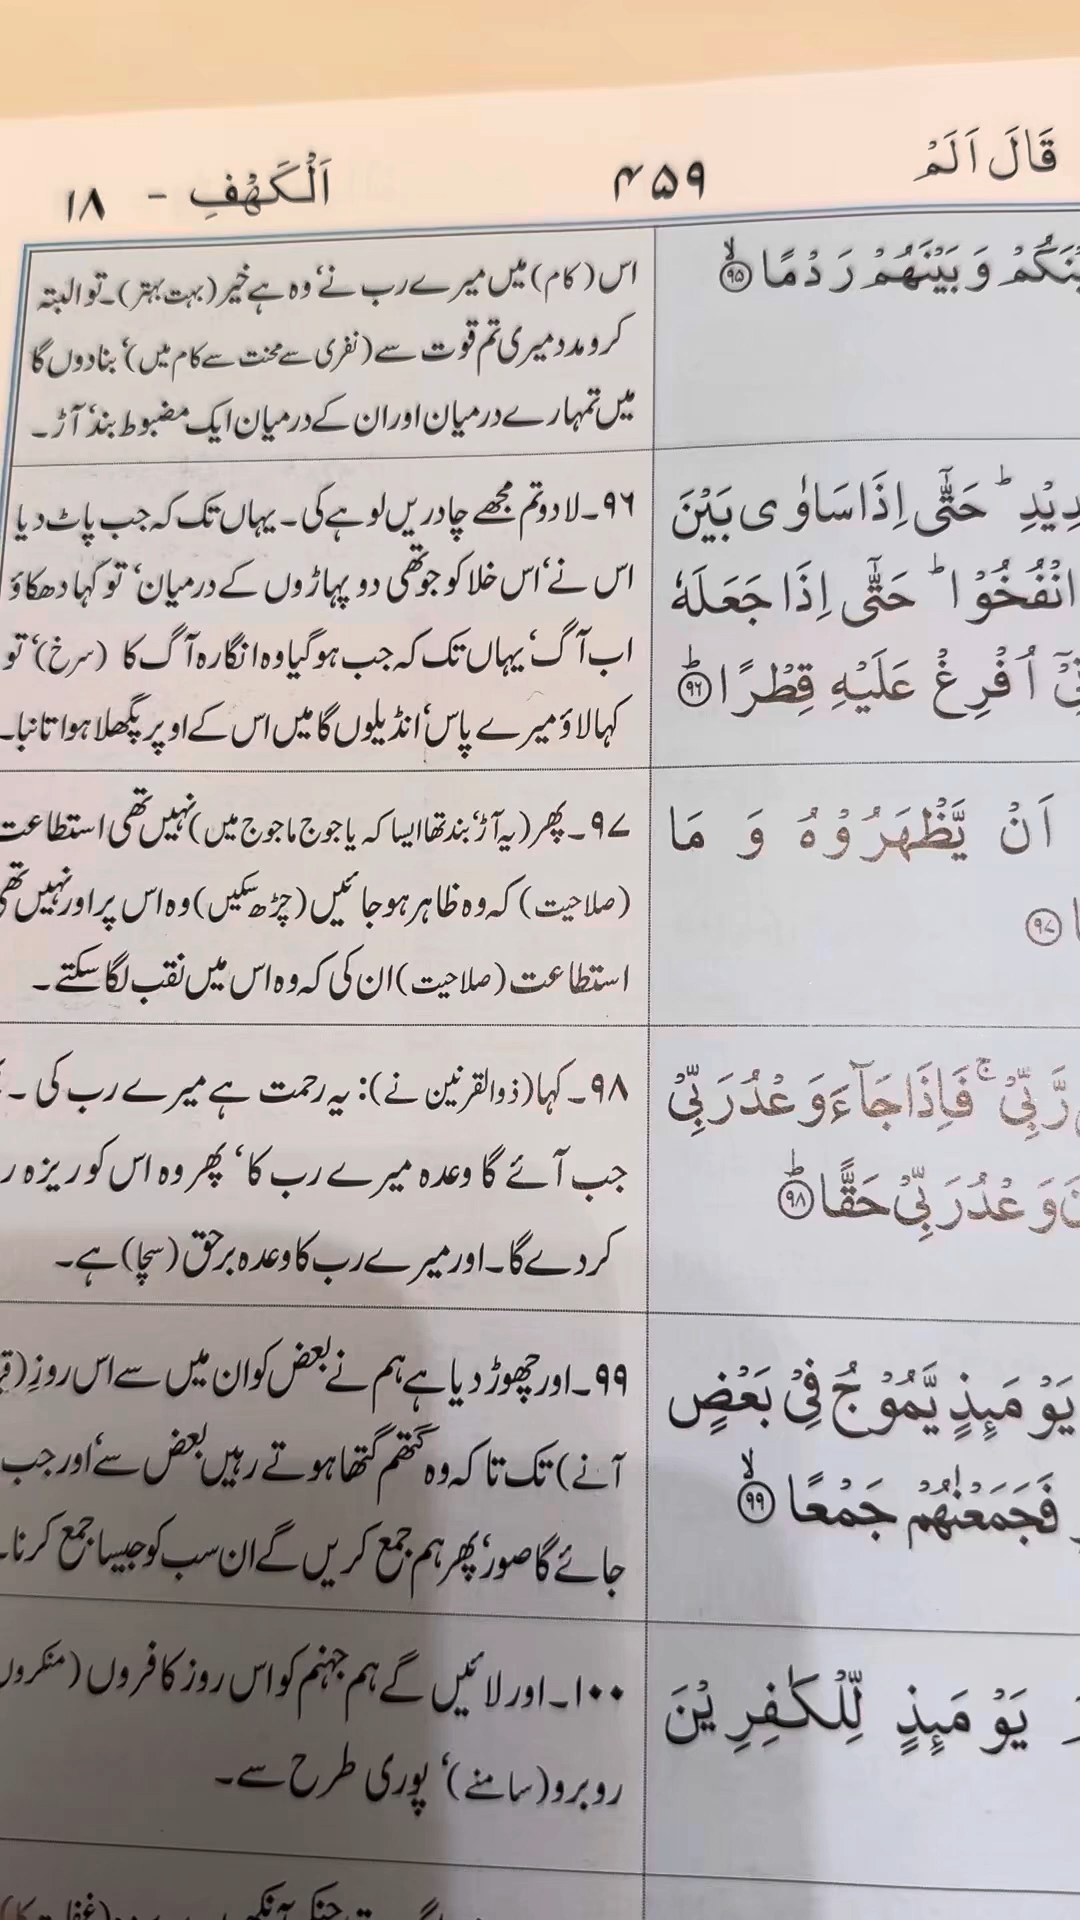 قَالَ اَلَمْ
۴۵۹
اَلْكَهْفِ - ۱۸
وَ بَيْنَهُمْ رَدْمًا ۙ﴿۹۵﴾
اس (کام) میں میرے رب نے‘ وہ ہے خیر (بہت بہتر)۔ تو البتہ
کرو مدد میری تم قوت سے (نفری سے محنت سے کام میں)‘ بنا دوں گا
میں تمہارے درمیان اور ان کے درمیان ایک مضبوط بند‘ آڑ۔
ؕ حَتّٰٓى اِذَا سَاوٰى بَيْنَ
انْفُخُوْا ؕ حَتّٰٓى اِذَا جَعَلَهٗ
اُفْرِغْ عَلَيْهِ قِطْرًا ؕ﴿۹۶﴾
۹۶۔ لا دو تم مجھے چادریں لوہے کی۔ یہاں تک کہ جب پاٹ دیا
اس نے‘ اس خلا کو جو تھی دو پہاڑوں کے درمیان‘ تو کہا دھکاؤ
اب آگ‘ یہاں تک کہ جب ہو گیا وہ انگارہ آگ کا (سرخ)‘ تو
کہا لاؤ میرے پاس‘ انڈیلوں گا میں اس کے اوپر پگھلا ہوا تانبا۔
اَنْ يَّظْهَرُوْهُ وَ مَا
﴿۹۷﴾
۹۷۔ پھر (یہ آڑ‘ بند تھا ایسا کہ یاجوج ماجوج میں) نہیں تھی استطاعت
(صلاحیت) کہ وہ ظاہر ہو جائیں (چڑھ سکیں) وہ اس پر اور نہیں تھی
استطاعت (صلاحیت) ان کی کہ وہ اس میں نقب لگا سکتے۔
رَّبِّىْ ۚ فَاِذَا جَآءَ وَعْدُ رَبِّىْ
وَعْدُ رَبِّىْ حَقًّا ؕ﴿۹۸﴾
۹۸۔ کہا (ذوالقرنین نے): یہ رحمت ہے میرے رب کی۔
جب آئے گا وعدہ میرے رب کا‘ پھر وہ اس کو ریزہ
کر دے گا۔ اور میرے رب کا وعدہ برحق (سچا) ہے۔
يَوْمَئِذٍ يَّمُوْجُ فِىْ بَعْضٍ
فَجَمَعْنٰهُمْ جَمْعًا ۙ﴿۹۹﴾
۹۹۔ اور چھوڑ دیا ہے ہم نے بعض کو ان میں سے اس روزِ
آنے) تک تاکہ وہ گتھم گتھا ہوتے رہیں بعض سے‘ اور جب
جائے گا صور‘ پھر ہم جمع کریں گے ان سب کو جیسا جمع کرنا۔
يَوْمَئِذٍ لِّلْكٰفِرِيْنَ
۱۰۰۔ اور لائیں گے ہم جہنم کو اس روز کافروں (منکروں
روبرو (سامنے)‘ پوری طرح سے۔